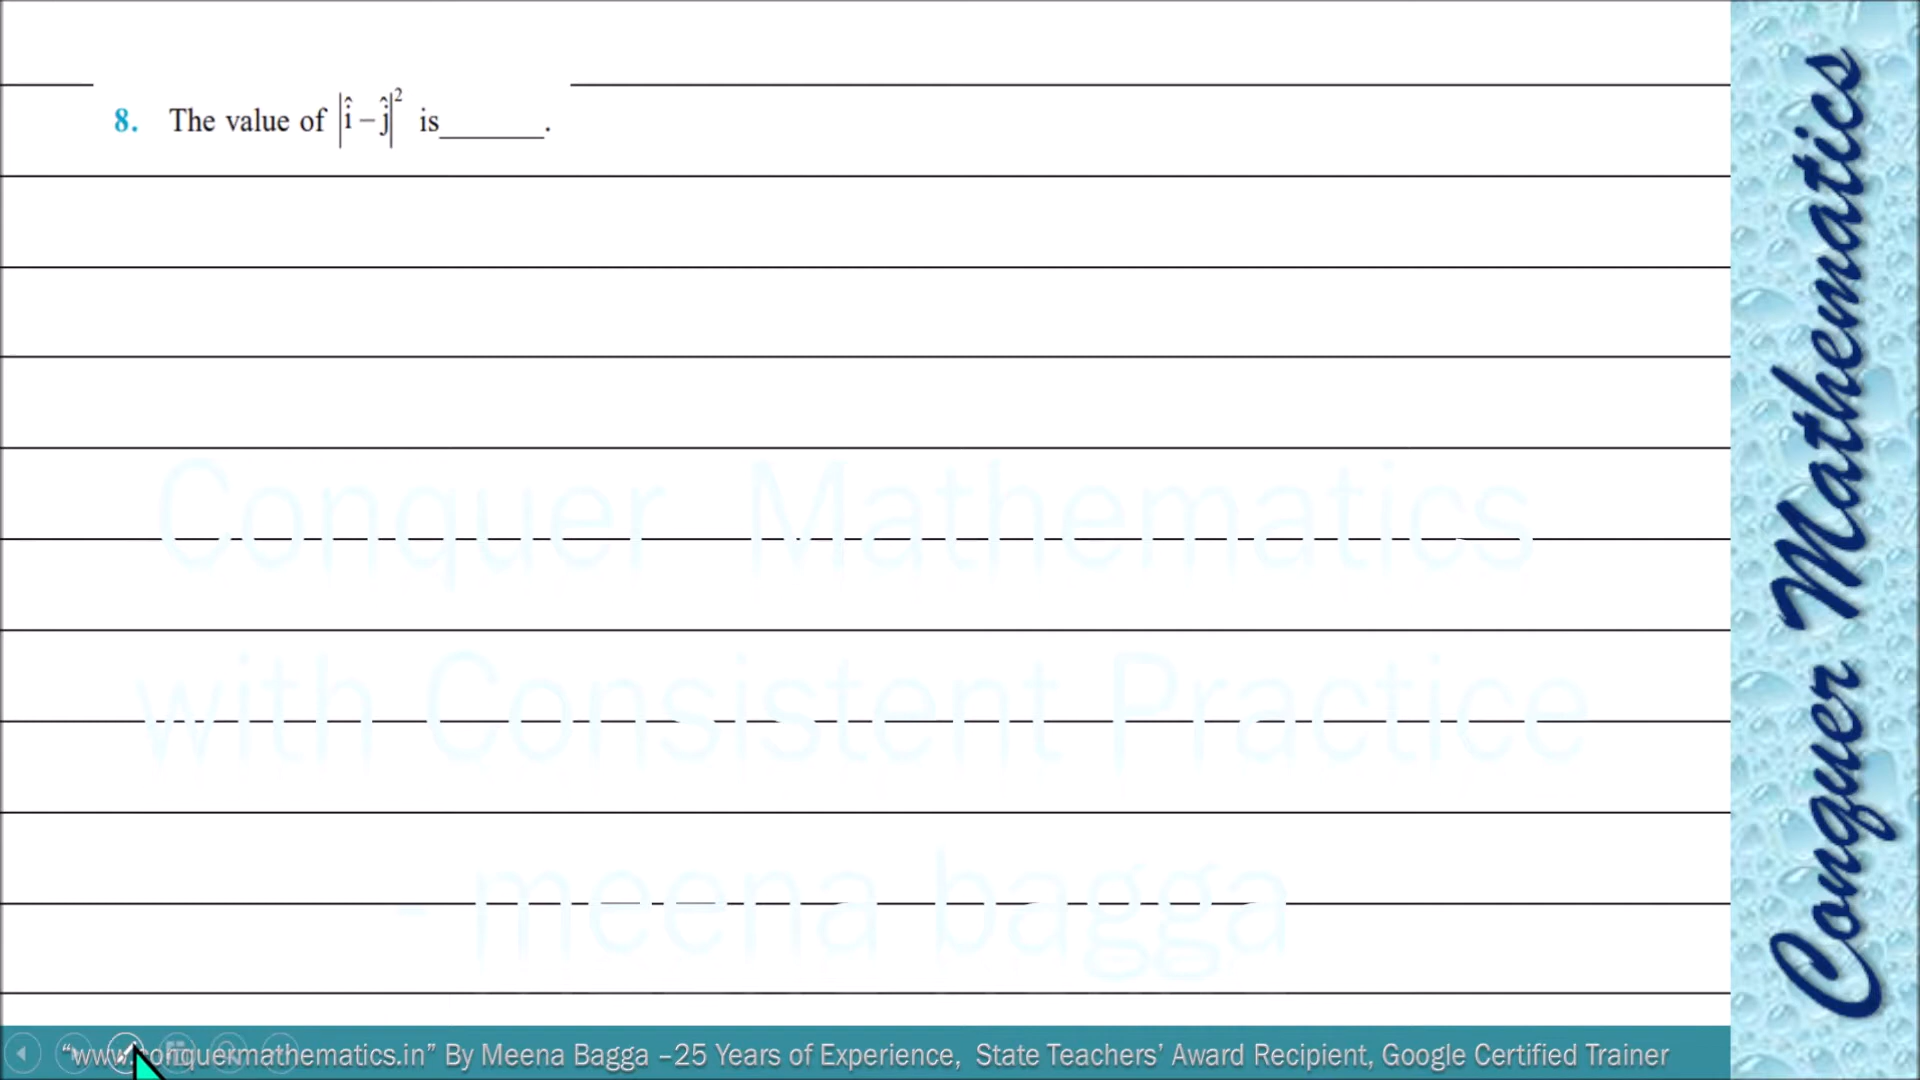 8. The value of |î – ĵ|² is_______.
Conquer Mathematics
with Consistent Practice
- meena bagga
“www.conquermathematics.in” By Meena Bagga –25 Years of Experience, State Teachers’ Award Recipient, Google Certified Trainer
Conquer Mathematics